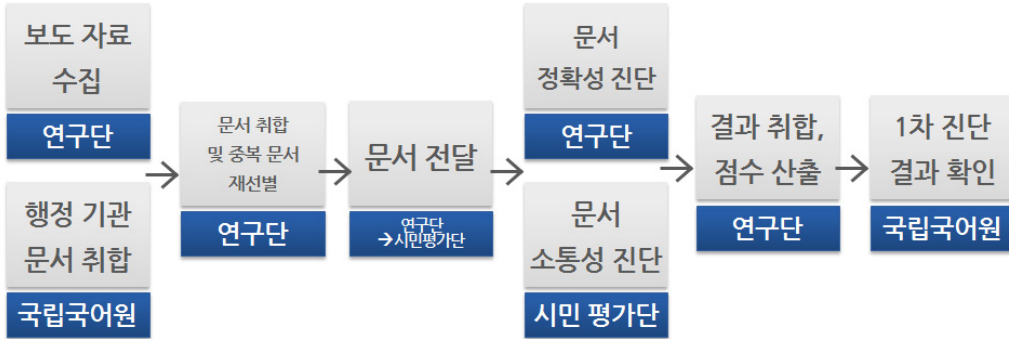 보도 자료
수집
연구단
행정 기관
문서 취합
국립국어원
문서 취합
및 중복 문서
재선별
연구단
문서 전달
연구단
→시민평가단
문서
정확성 진단
연구단
문서
소통성 진단
시민 평가단
결과 취합,
점수 산출
연구단
1차 진단
결과 확인
국립국어원